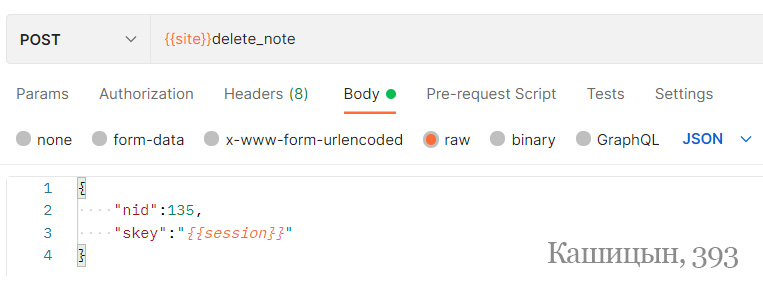 POST {{site}}delete_note
Params Authorization Headers (8) Body Pre-request Script Tests Settings
none form-data x-www-form-urlencoded raw binary GraphQL JSON
1 {
2 "nid":135,
3 "skey":"{{session}}"
4 }
Кашицын, 393